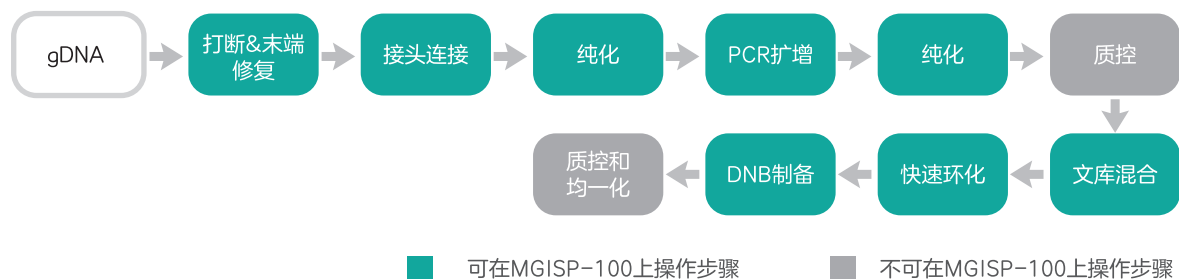 gDNA
打断&末端
修复
接头连接
纯化
PCR扩增
纯化
质控
质控和
均一化
DNB制备
快速环化
文库混合
可在MGISP-100上操作步骤
不可在MGISP-100上操作步骤